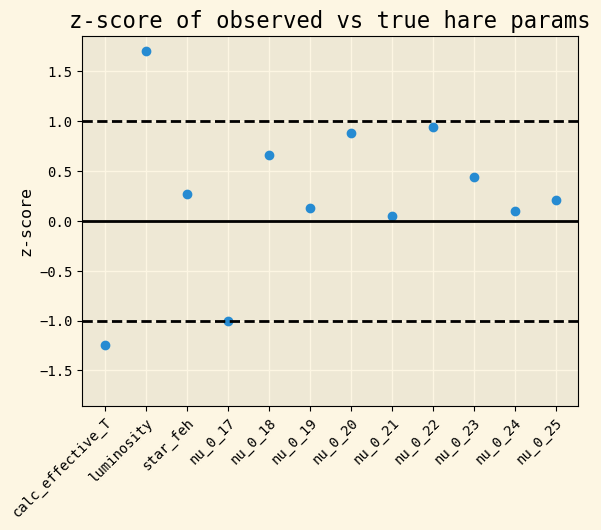 z-score of observed vs true hare params
z-score
1.5
1.0
0.5
0.0
−0.5
−1.0
−1.5
calc_effective_T
luminosity
star_feh
nu_0_17
nu_0_18
nu_0_19
nu_0_20
nu_0_21
nu_0_22
nu_0_23
nu_0_24
nu_0_25